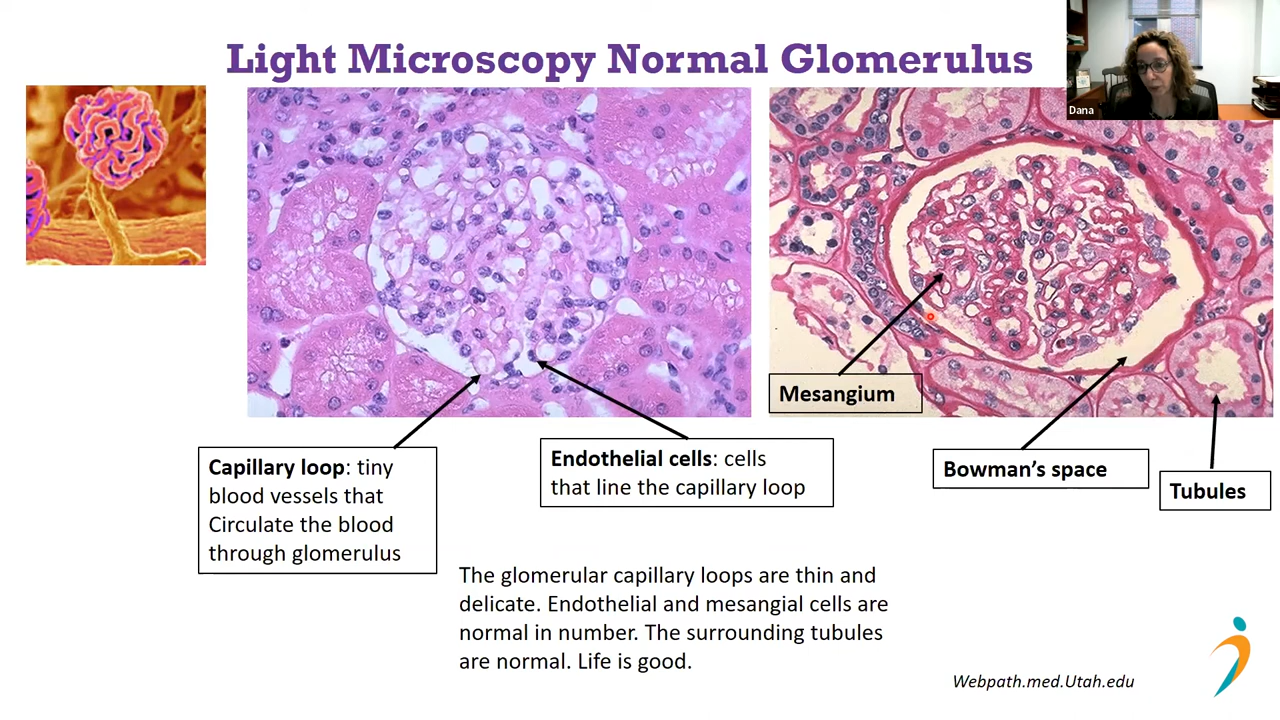 Light Microscopy Normal Glomerulus
Dana
Mesangium
Capillary loop: tiny
blood vessels that
Circulate the blood
through glomerulus
Endothelial cells: cells
that line the capillary loop
Bowman's space
Tubules
The glomerular capillary loops are thin and
delicate. Endothelial and mesangial cells are
normal in number. The surrounding tubules
are normal. Life is good.
Webpath.med.Utah.edu